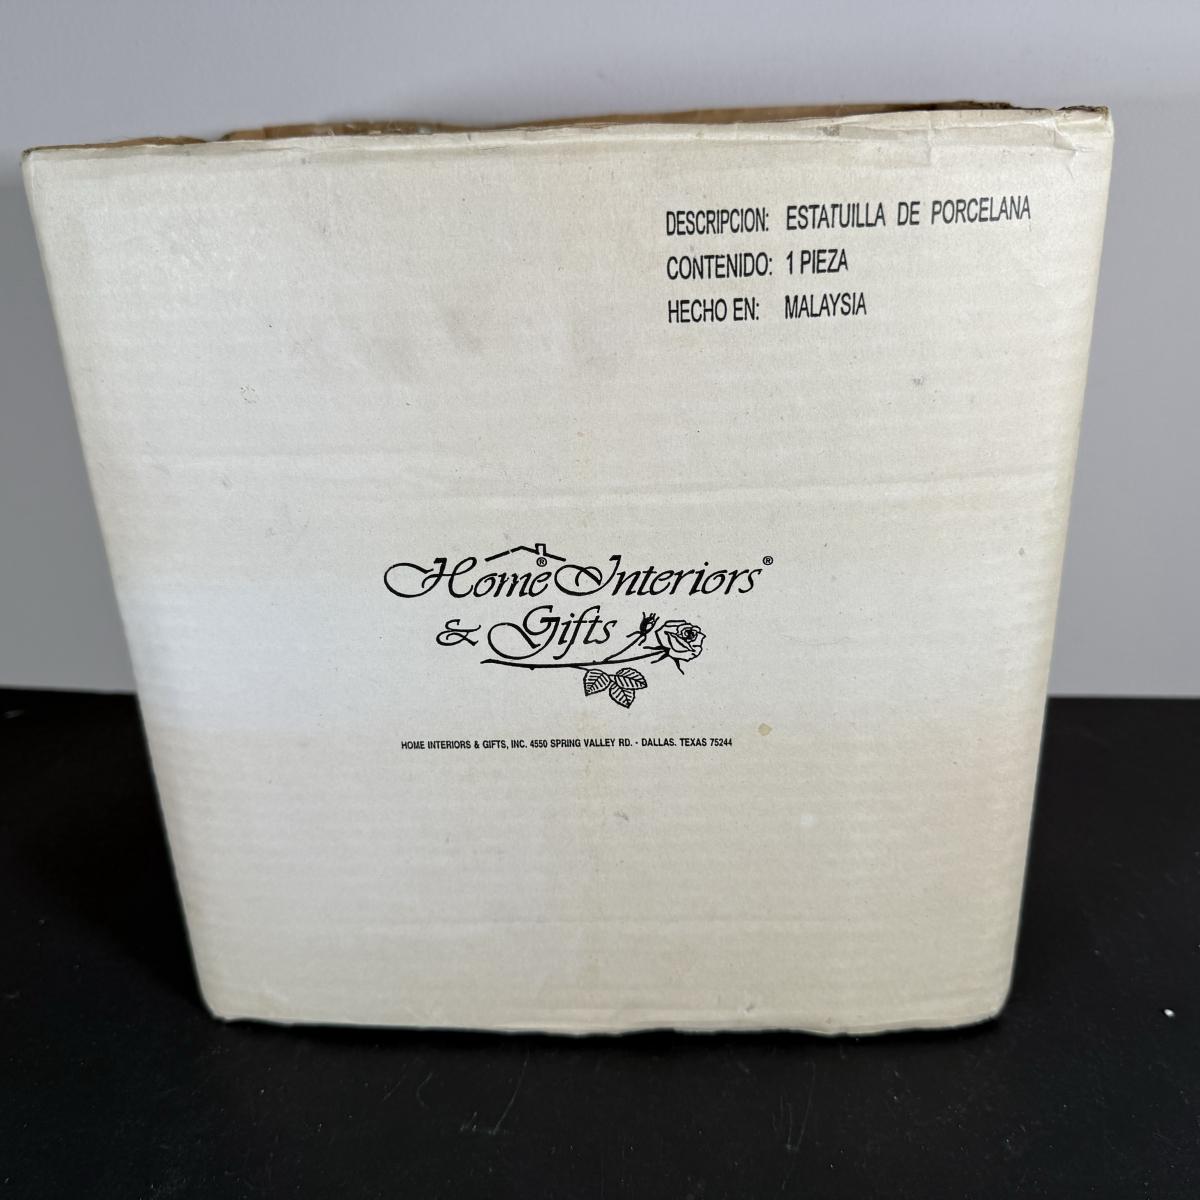 DESCRIPCION: ESTATUILLA DE PORCELANA
CONTENIDO: 1 PIEZA
HECHO EN: MALAYSIA
Home® Interiors®
& Gifts
HOME INTERIORS & GIFTS, INC. 4550 SPRING VALLEY RD. - DALLAS. TEXAS 75244